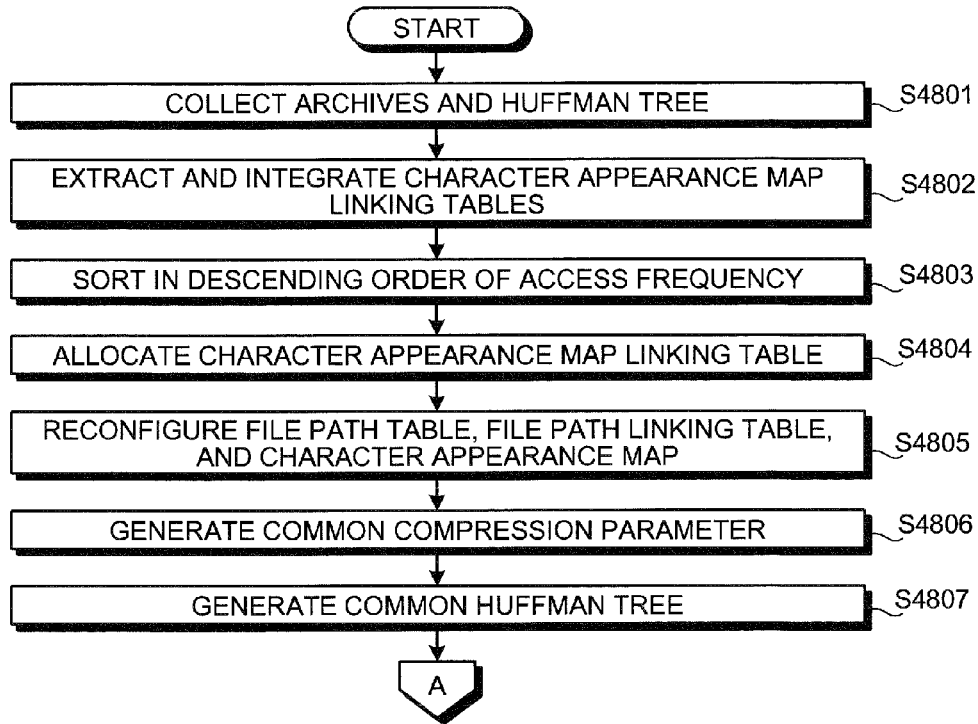 START
COLLECT ARCHIVES AND HUFFMAN TREE
S4801
EXTRACT AND INTEGRATE CHARACTER APPEARANCE MAP
LINKING TABLES
S4802
SORT IN DESCENDING ORDER OF ACCESS FREQUENCY
S4803
ALLOCATE CHARACTER APPEARANCE MAP LINKING TABLE
S4804
RECONFIGURE FILE PATH TABLE, FILE PATH LINKING TABLE,
AND CHARACTER APPEARANCE MAP
S4805
GENERATE COMMON COMPRESSION PARAMETER
S4806
GENERATE COMMON HUFFMAN TREE
S4807
A